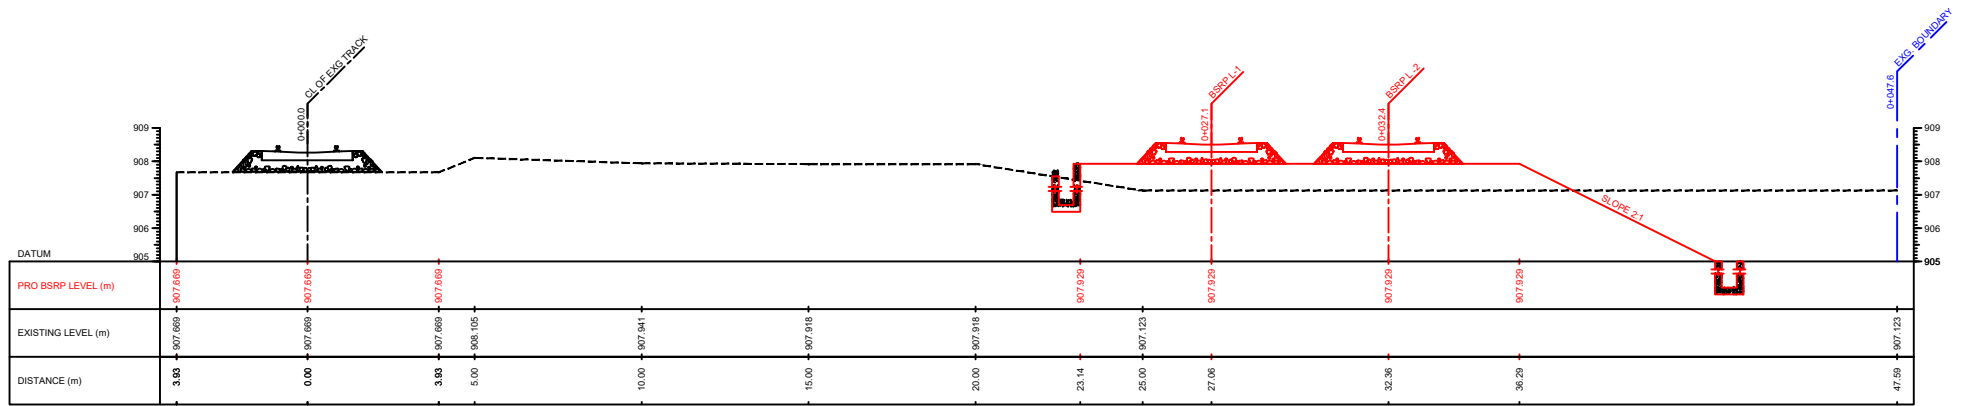 CL OF EXG TRACK
0+000.0
BSRP L-1
0+027.1
BSRP L-2
0+032.4
EXG. BOUNDARY
0+047.6
909
908
907
906
905
909
908
907
906
905
SLOPE 2:1
DATUM
PRO BSRP LEVEL (m) 907.669 907.669 907.669 907.929 907.929 907.929 907.929
EXISTING LEVEL (m) 907.669 907.669 907.669 908.105 907.941 907.918 907.918 907.123 907.123
DISTANCE (m) 3.93 0.00 3.93 5.00 10.00 15.00 20.00 23.14 25.00 27.06 32.36 36.29 47.59